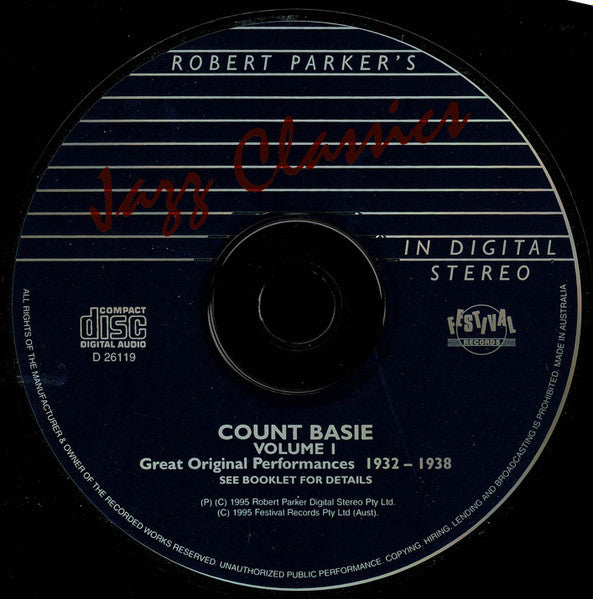 ROBERT PARKER'S
Jazz Classics
IN DIGITAL
STEREO
COMPACT
disc
DIGITAL AUDIO
D 26119
FESTIVAL
RECORDS
COUNT BASIE
VOLUME 1
Great Original Performances 1932 – 1938
SEE BOOKLET FOR DETAILS
(P) (C) 1995 Robert Parker Digital Stereo Pty Ltd.
(C) 1995 Festival Records Pty Ltd (Aust).
ALL RIGHTS OF THE MANUFACTURER & OWNER OF THE RECORDED WORKS RESERVED. UNAUTHORIZED PUBLIC PERFORMANCE. COPYING. HIRING. LENDING AND BROADCASTING IS PROHIBITED. MADE IN AUSTRALIA